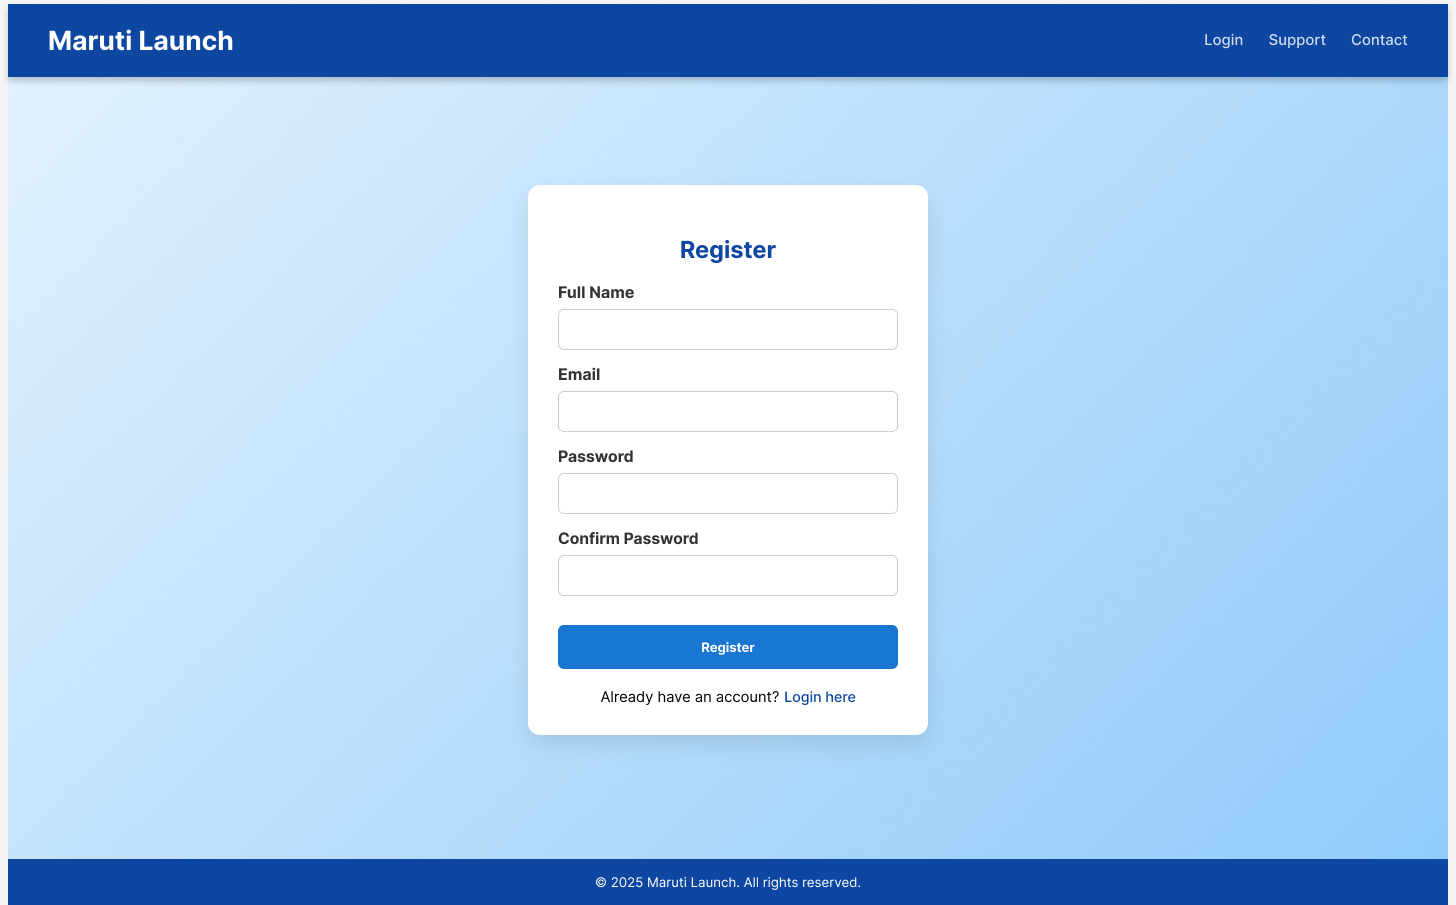 Maruti Launch
Login Support Contact
Register
Full Name
Email
Password
Confirm Password
Register
Already have an account? Login here
© 2025 Maruti Launch. All rights reserved.